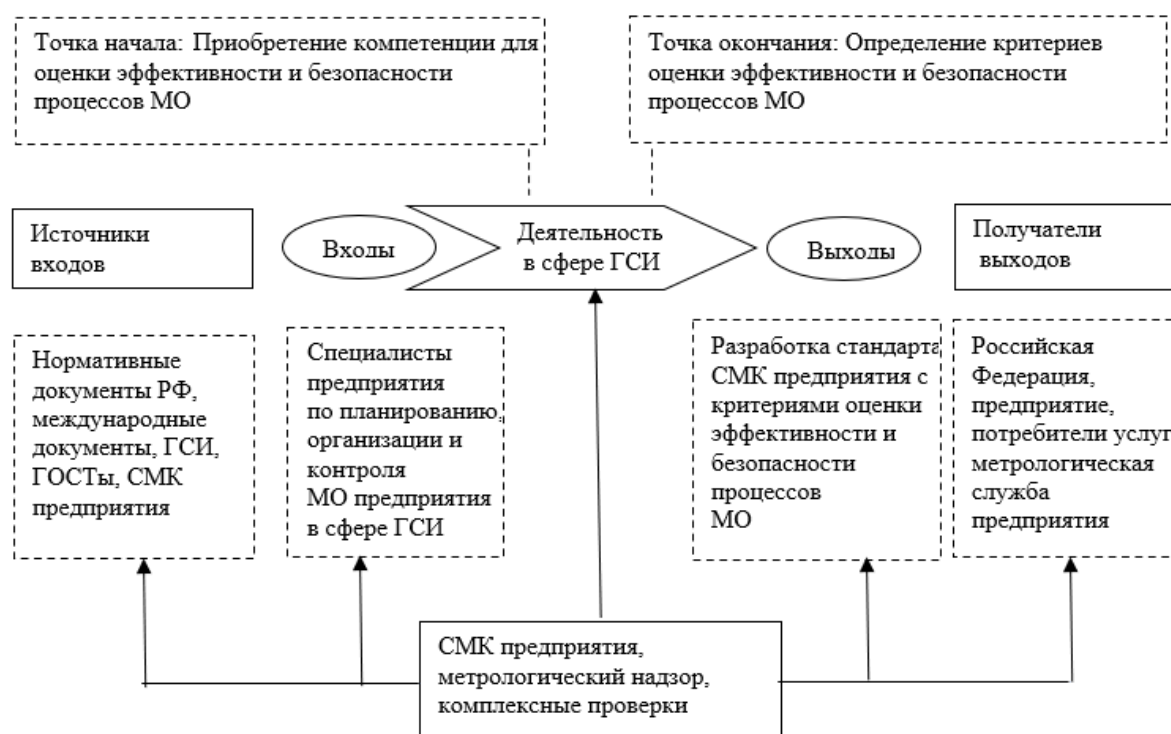 Точка начала: Приобретение компетенции для
оценки эффективности и безопасности
процессов МО
Точка окончания: Определение критериев
оценки эффективности и безопасности
процессов МО
Источники
входов
Входы
Деятельность
в сфере ГСИ
Выходы
Получатели
выходов
Нормативные
документы РФ,
международные
документы, ГСИ,
ГОСТы, СМК
предприятия
Специалисты
предприятия
по планированию,
организации и
контроля
МО предприятия
в сфере ГСИ
Разработка стандарта
СМК предприятия с
критериями оценки
эффективности и
безопасности
процессов
МО
Российская
Федерация,
предприятие,
потребители услуг
метрологическая
служба
предприятия
СМК предприятия,
метрологический надзор,
комплексные проверки